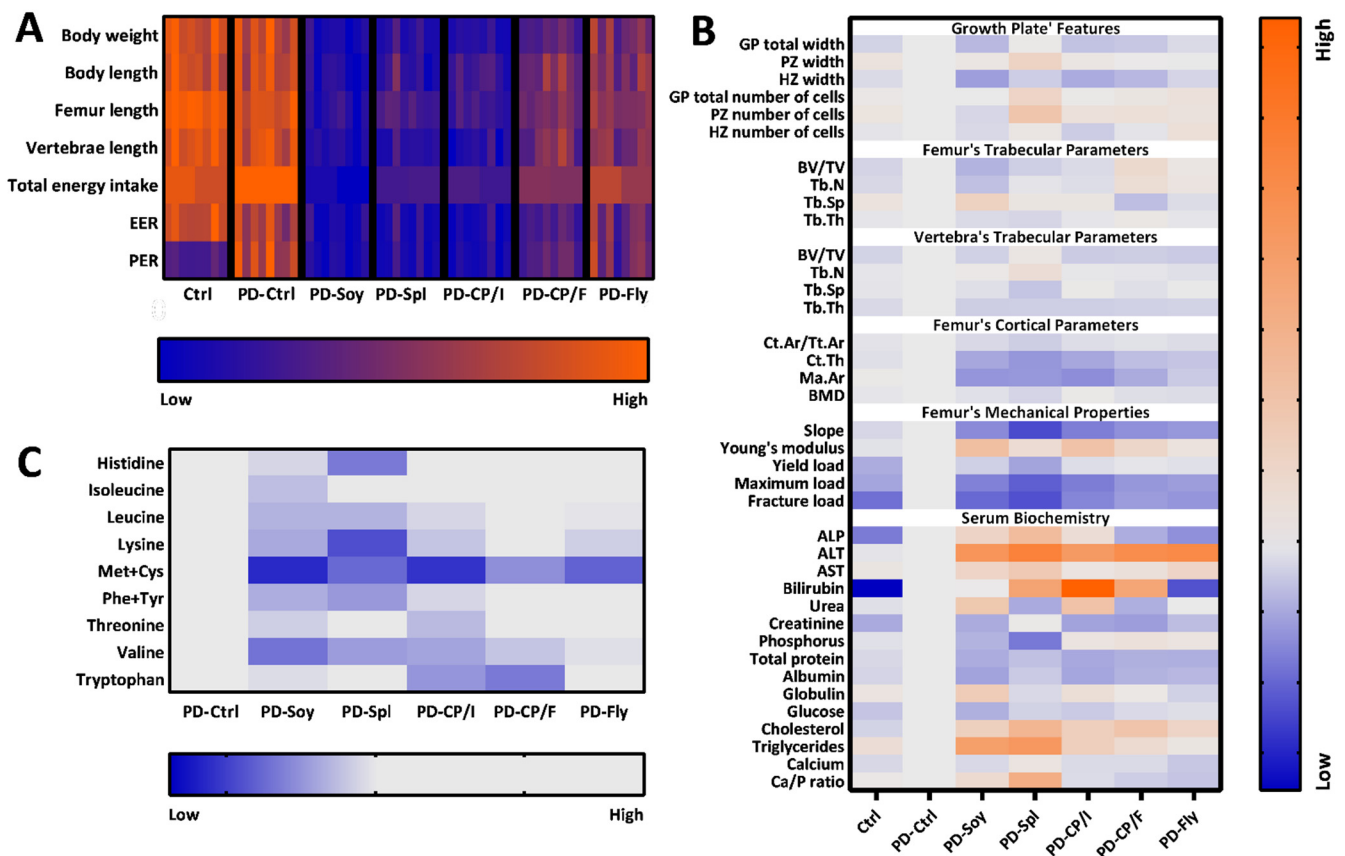 A
Body weight
Body length
Femur length
Vertebrae length
Total energy intake
EER
PER
Ctrl PD-Ctrl PD-Soy PD-Spl PD-CP/I PD-CP/F PD-Fly
Low High
B
Growth Plate' Features
GP total width
PZ width
HZ width
GP total number of cells
PZ number of cells
HZ number of cells
Femur's Trabecular Parameters
BV/TV
Tb.N
Tb.Sp
Tb.Th
Vertebra's Trabecular Parameters
BV/TV
Tb.N
Tb.Sp
Tb.Th
Femur's Cortical Parameters
Ct.Ar/Tt.Ar
Ct.Th
Ma.Ar
BMD
Femur's Mechanical Properties
Slope
Young's modulus
Yield load
Maximum load
Fracture load
Serum Biochemistry
ALP
ALT
AST
Bilirubin
Urea
Creatinine
Phosphorus
Total protein
Albumin
Globulin
Glucose
Cholesterol
Triglycerides
Calcium
Ca/P ratio
Ctrl PD-Ctrl PD-Soy PD-Spl PD-CP/I PD-CP/F PD-Fly
High
Low
C
Histidine
Isoleucine
Leucine
Lysine
Met+Cys
Phe+Tyr
Threonine
Valine
Tryptophan
PD-Ctrl PD-Soy PD-Spl PD-CP/I PD-CP/F PD-Fly
Low High